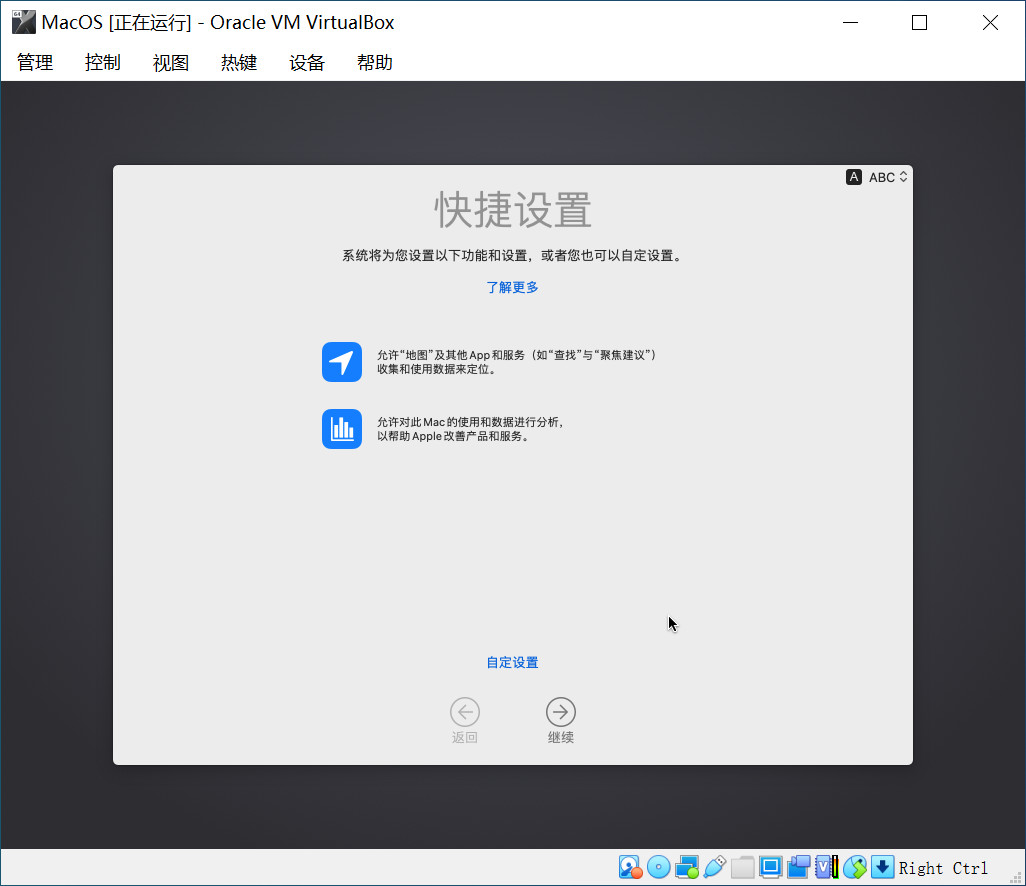 MacOS [正在运行] - Oracle VM VirtualBox
管理 控制 视图 热键 设备 帮助
A ABC
快捷设置
系统将为您设置以下功能和设置，或者您也可以自定设置。
了解更多
允许“地图”及其他 App 和服务（如“查找”与“聚焦建议”）
收集和使用数据来定位。
允许对此 Mac 的使用和数据进行分析，
以帮助 Apple 改善产品和服务。
自定设置
返回 继续
Right Ctrl